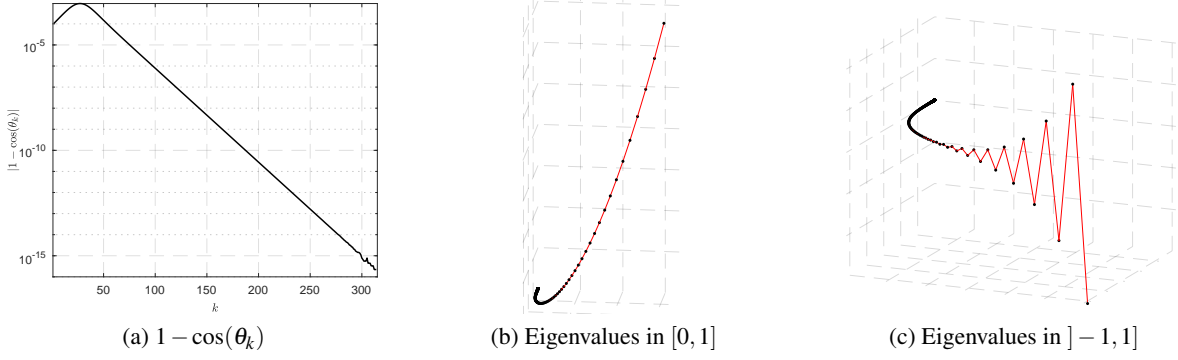 |1 − cos(θ_k)|
10^-5
10^-10
10^-15
50 100 150 200 250 300
k
(a) 1 − cos(θ_k)
(b) Eigenvalues in [0, 1]
(c) Eigenvalues in ] − 1, 1]